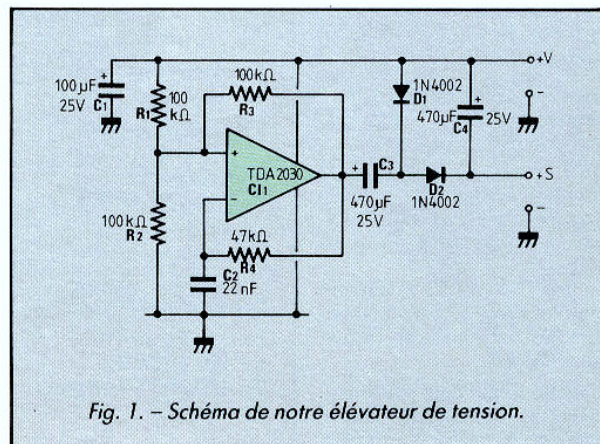 100µF
25V
C1
R1
100
kΩ
100kΩ
R3
1N4002
D1
470µF
C4
25V
+V
-
+
TDA2030
CI1
-
+
C3
470µF
25V
D2
1N4002
+S
-
100kΩ
R2
47kΩ
R4
C2
22nF
Fig. 1. – Schéma de notre élévateur de tension.